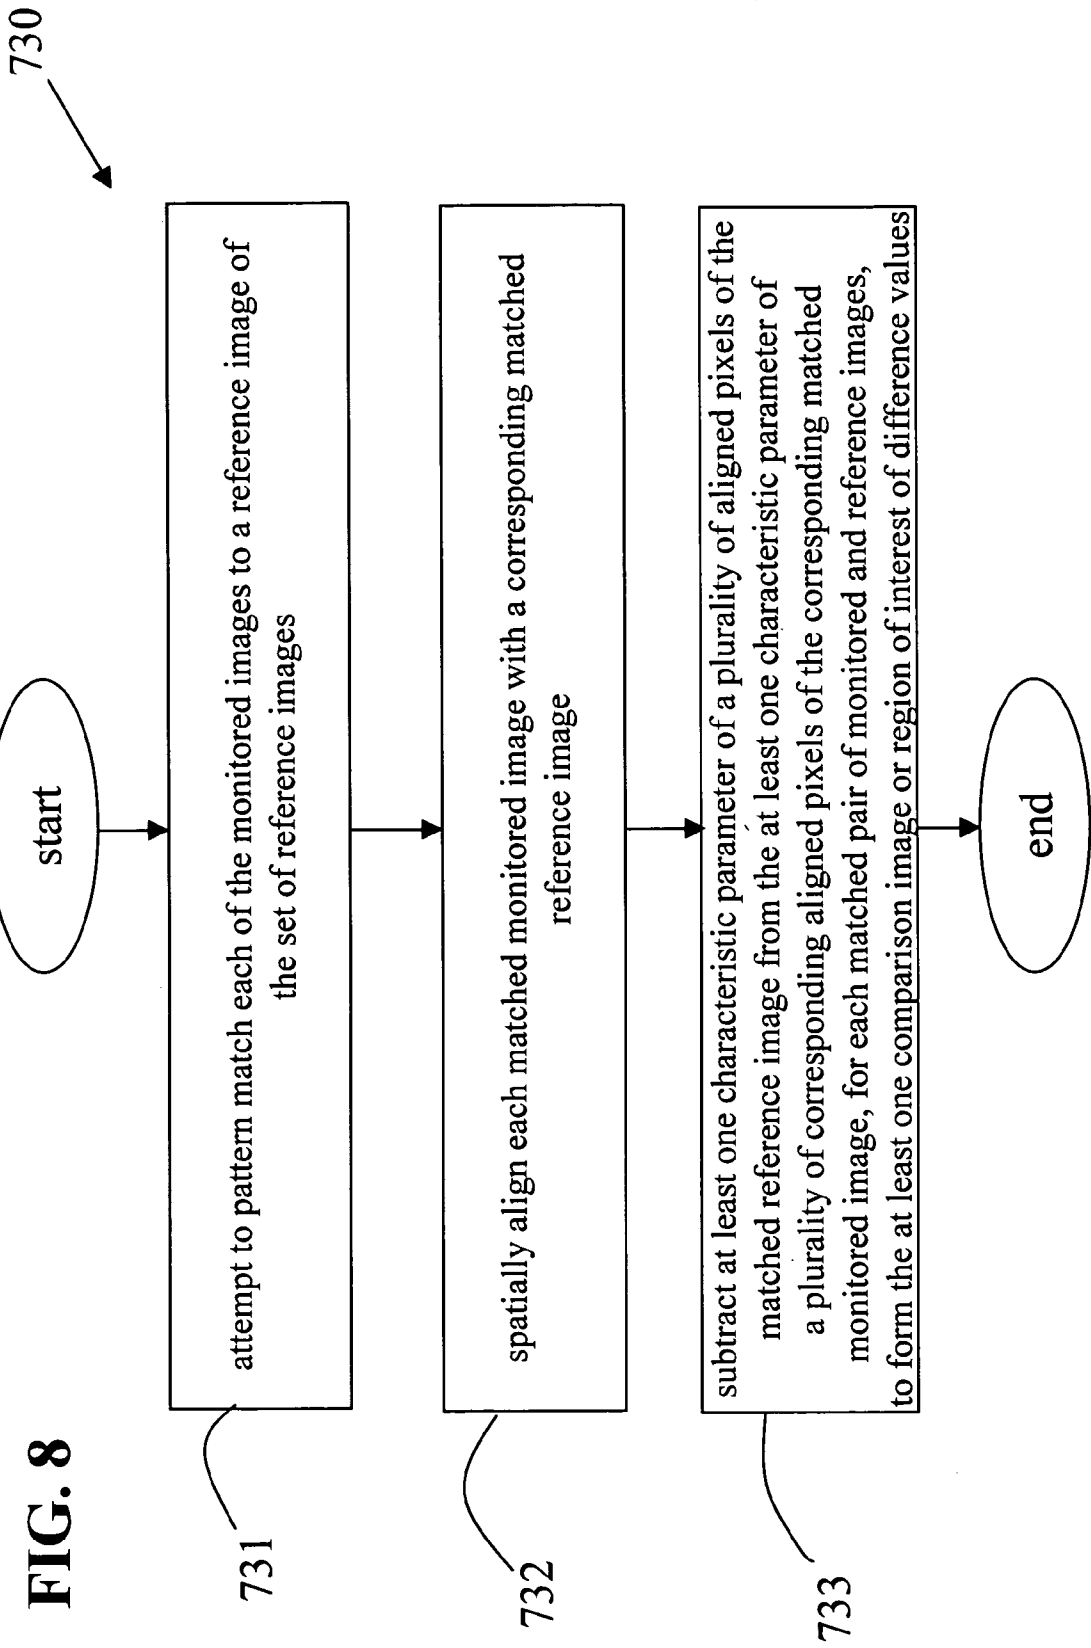 FIG. 8
730
start
731
attempt to pattern match each of the monitored images to a reference image of
the set of reference images
732
spatially align each matched monitored image with a corresponding matched
reference image
733
subtract at least one characteristic parameter of a plurality of aligned pixels of the
matched reference image from the at least one characteristic parameter of
a plurality of corresponding aligned pixels of the corresponding matched
monitored image, for each matched pair of monitored and reference images,
to form the at least one comparison image or region of interest of difference values
end